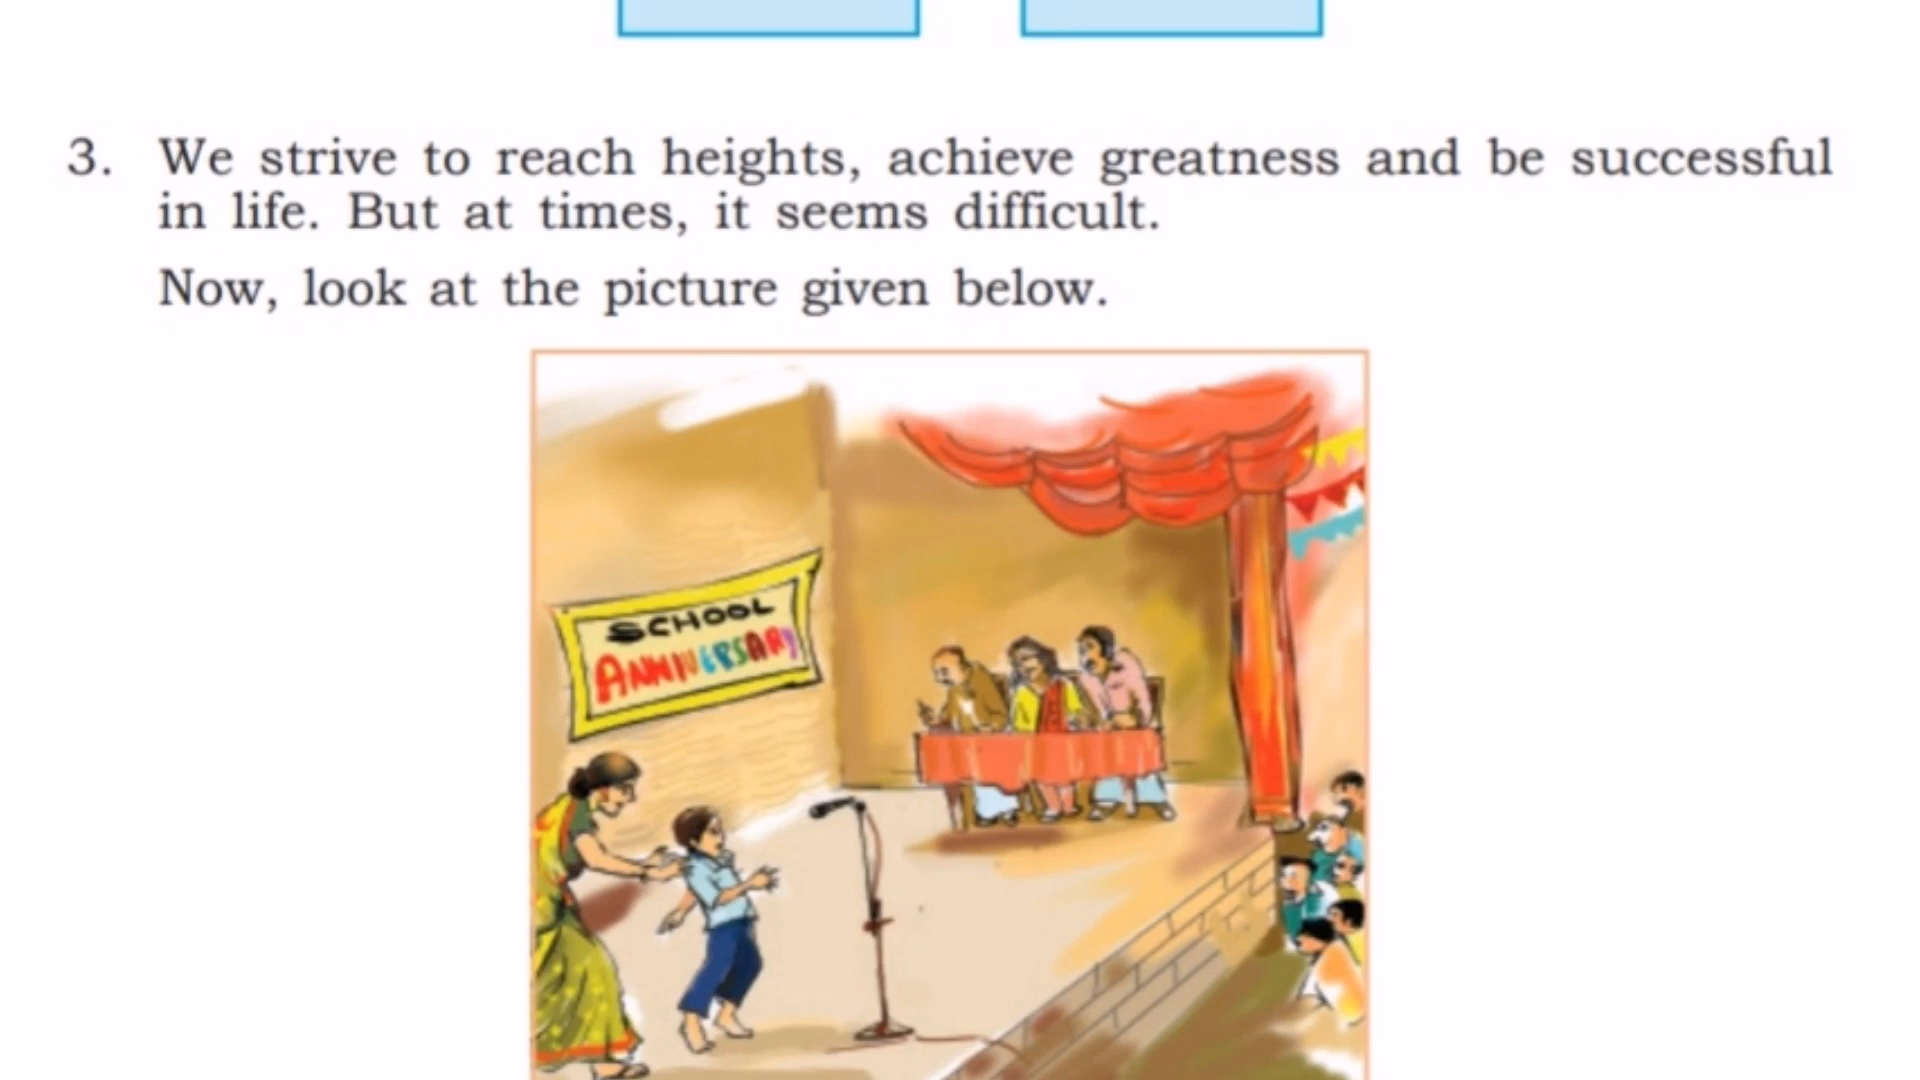 3. We strive to reach heights, achieve greatness and be successful
in life. But at times, it seems difficult.
Now, look at the picture given below.
SCHOOL
ANNIVERSARY